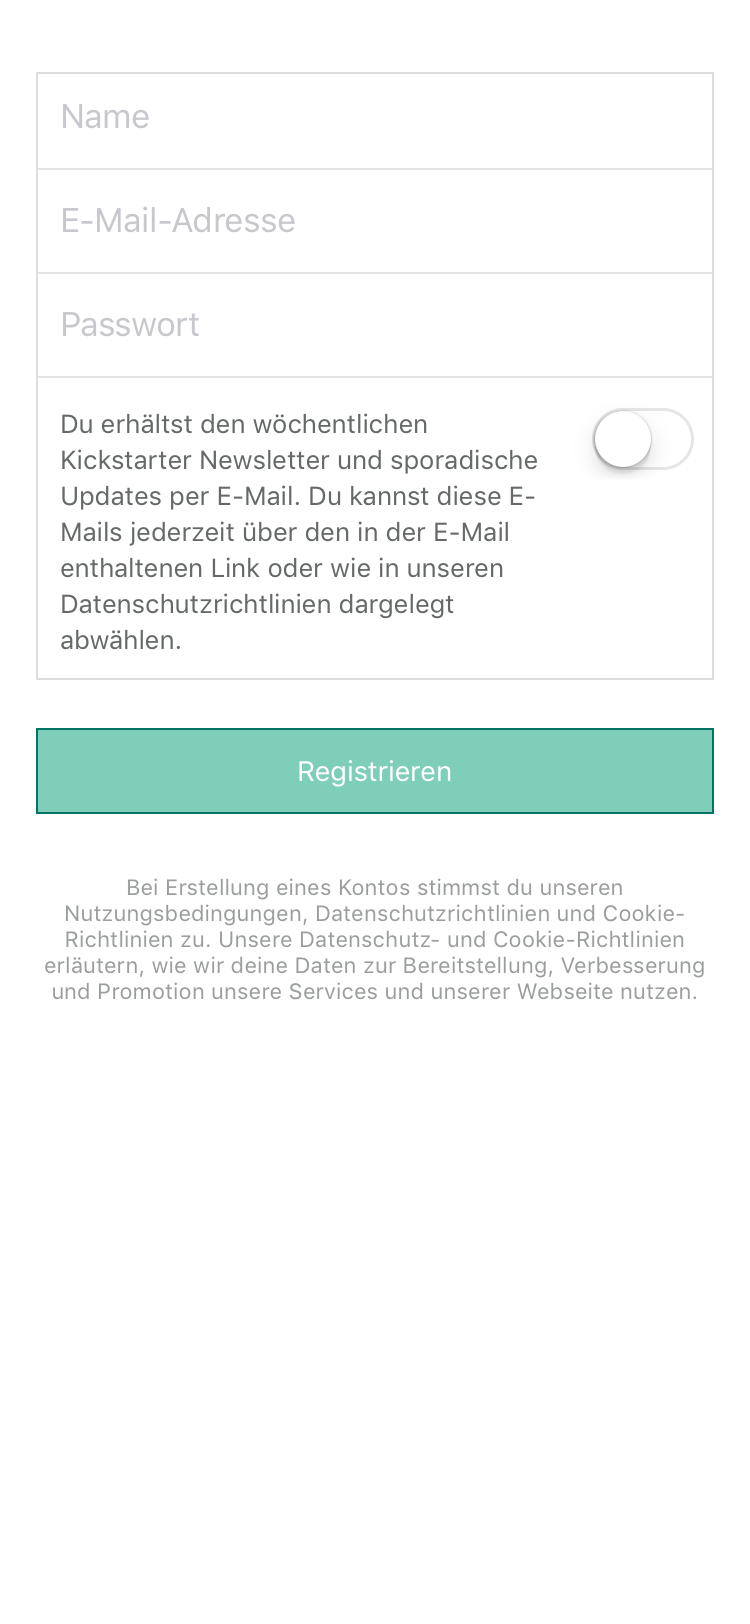 Name
E-Mail-Adresse
Passwort
Du erhältst den wöchentlichen
Kickstarter Newsletter und sporadische
Updates per E-Mail. Du kannst diese E-
Mails jederzeit über den in der E-Mail
enthaltenen Link oder wie in unseren
Datenschutzrichtlinien dargelegt
abwählen.
Registrieren
Bei Erstellung eines Kontos stimmst du unseren
Nutzungsbedingungen, Datenschutzrichtlinien und Cookie-
Richtlinien zu. Unsere Datenschutz- und Cookie-Richtlinien
erläutern, wie wir deine Daten zur Bereitstellung, Verbesserung
und Promotion unsere Services und unserer Webseite nutzen.